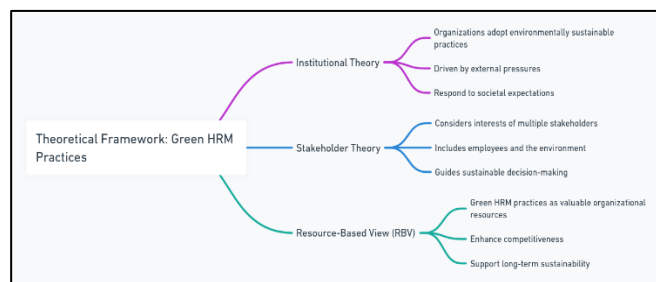 Theoretical Framework: Green HRM
Practices
Institutional Theory
Organizations adopt environmentally sustainable
practices
Driven by external pressures
Respond to societal expectations
Stakeholder Theory
Considers interests of multiple stakeholders
Includes employees and the environment
Guides sustainable decision-making
Resource-Based View (RBV)
Green HRM practices as valuable organizational
resources
Enhance competitiveness
Support long-term sustainability